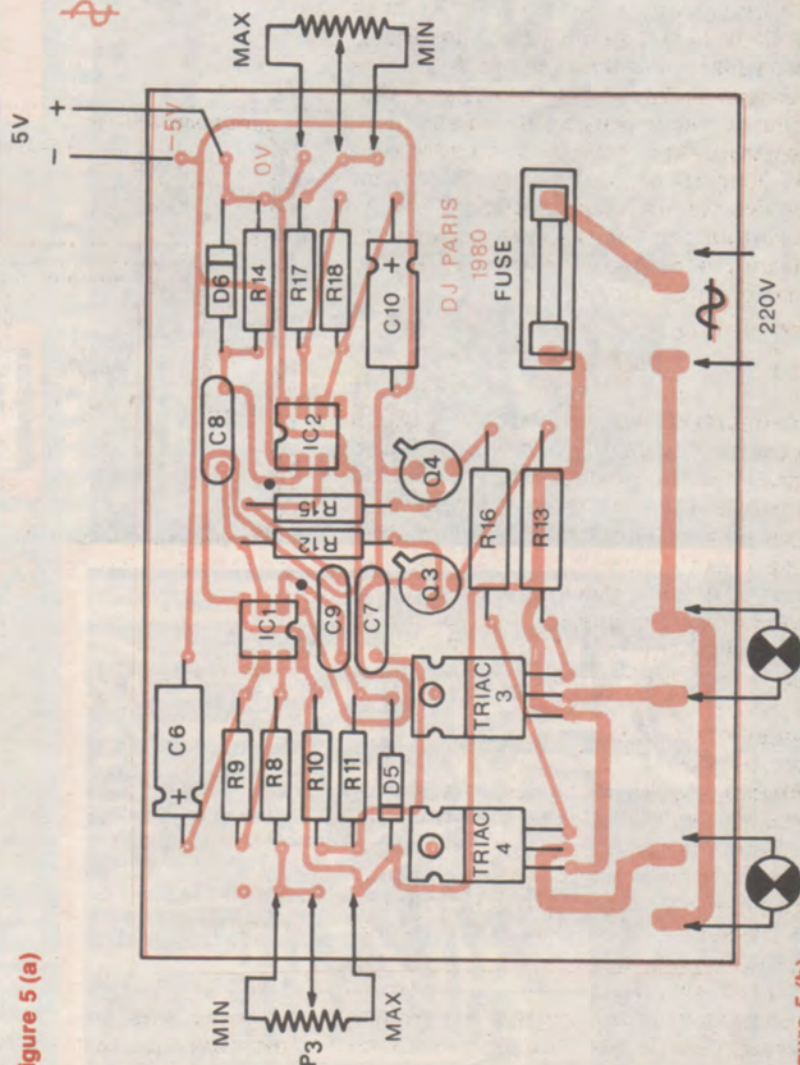 5V
+
−
−5V
0V
MAX
MIN
D6
R14
R17
R18
C10
+
C8
IC2
DJ PARIS
1980
FUSE
R15
R12
Q4
Q3
R16
R13
220V
IC1
C9
C7
C6
+
R9
R8
R10
R11
D5
TRIAC
3
TRIAC
4
MIN
P3
MAX
igure 5 (a)